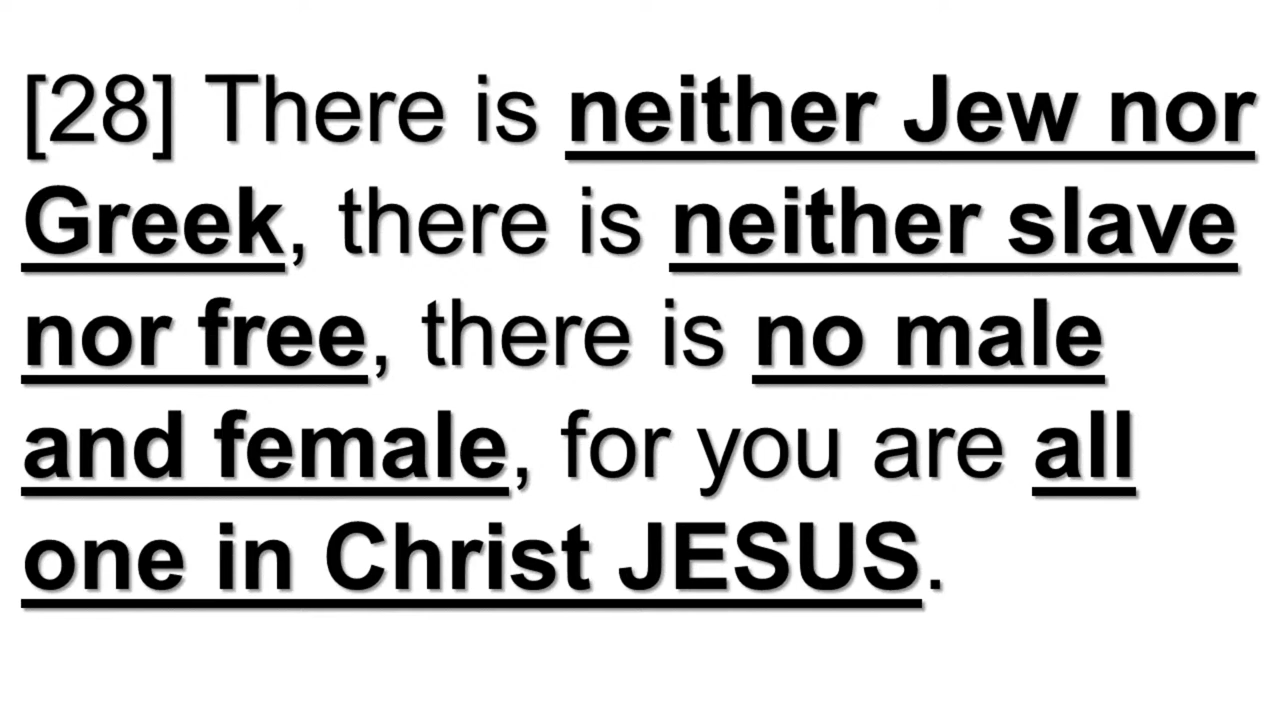 [28] There is neither Jew nor
Greek, there is neither slave
nor free, there is no male
and female, for you are all
one in Christ JESUS.